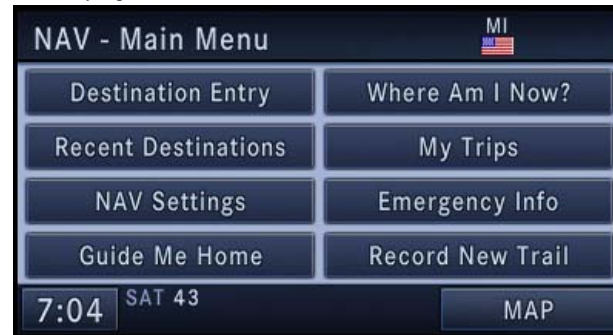 NAV - Main Menu
MI
Destination Entry
Where Am I Now?
Recent Destinations
My Trips
NAV Settings
Emergency Info
Guide Me Home
Record New Trail
7:04
SAT 43
MAP